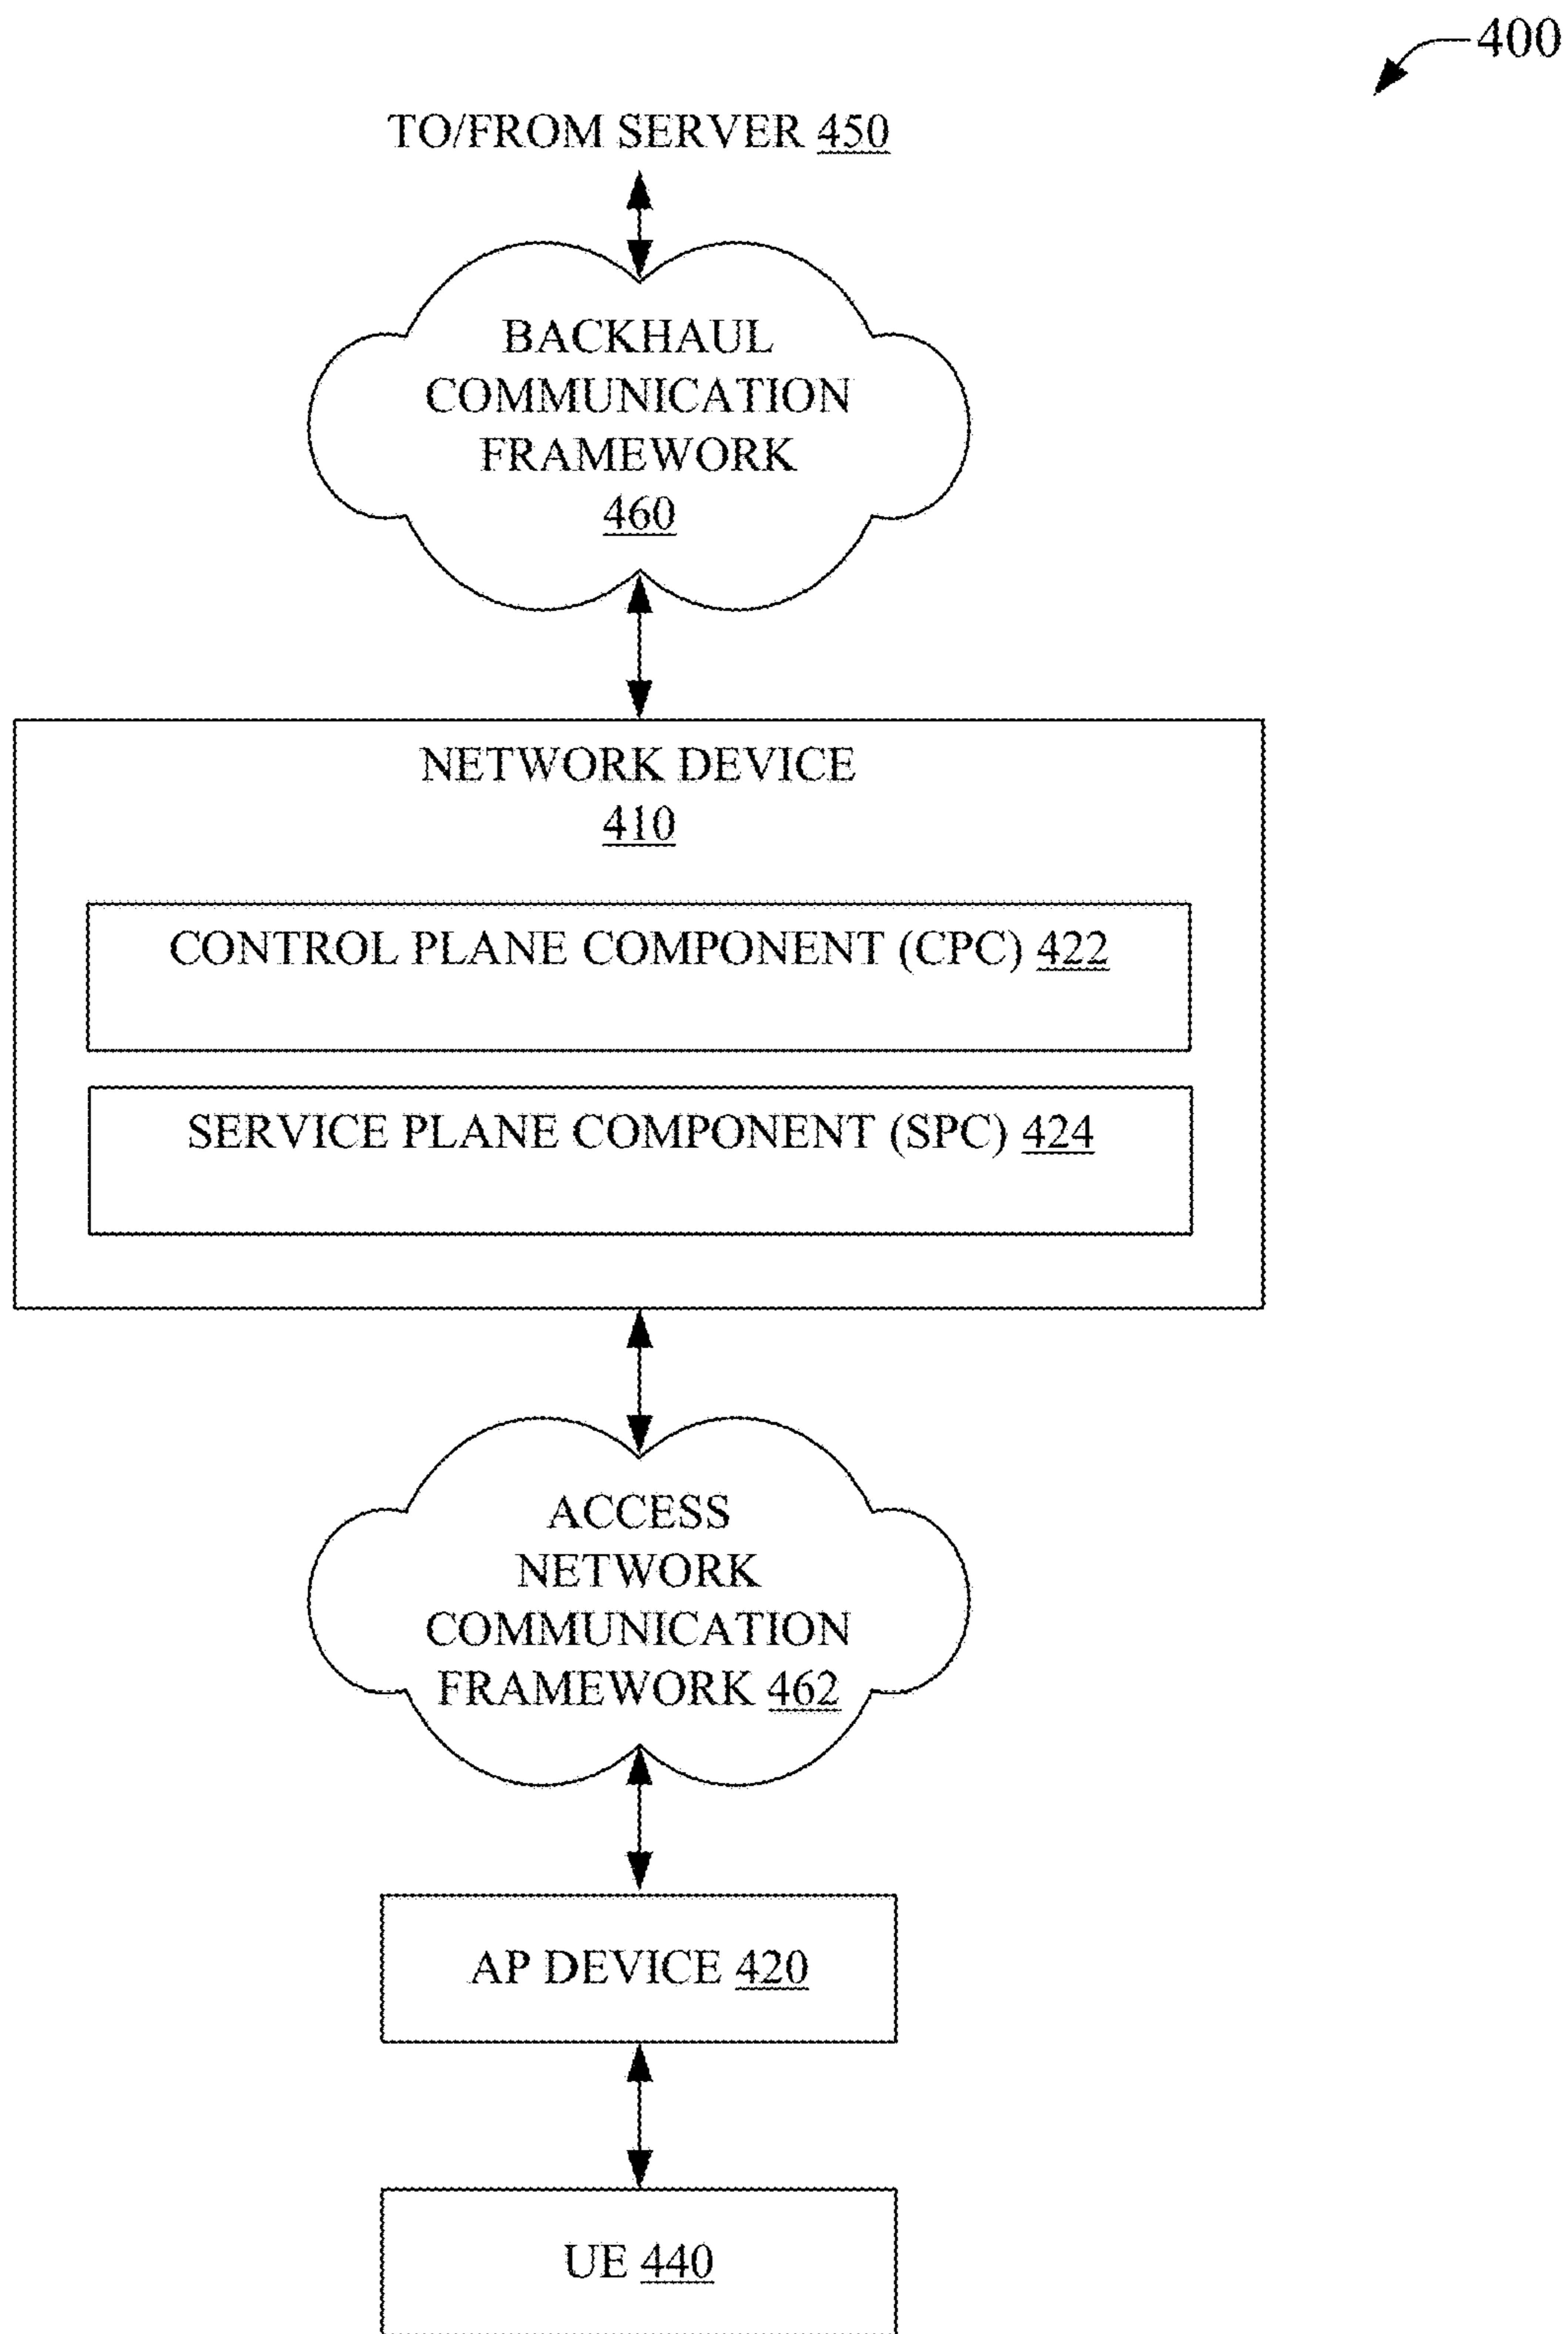 400
TO/FROM SERVER 450
BACKHAUL
COMMUNICATION
FRAMEWORK
460
NETWORK DEVICE
410
CONTROL PLANE COMPONENT (CPC) 422
SERVICE PLANE COMPONENT (SPC) 424
ACCESS
NETWORK
COMMUNICATION
FRAMEWORK 462
AP DEVICE 420
UE 440